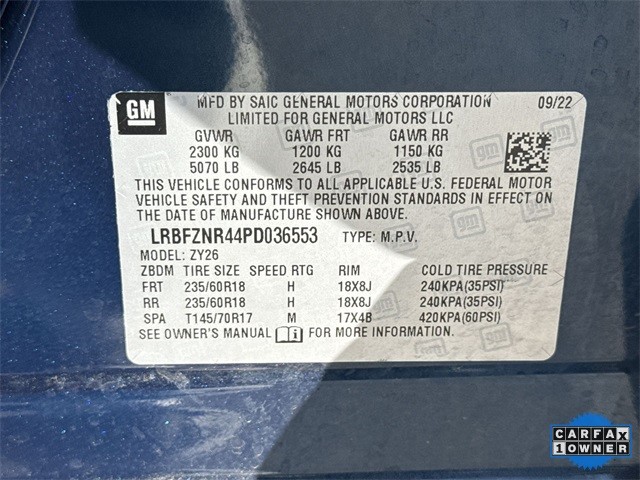 GM
MFD BY SAIC GENERAL MOTORS CORPORATION 09/22
LIMITED FOR GENERAL MOTORS LLC
GVWR GAWR FRT GAWR RR
2300 KG 1200 KG 1150 KG
5070 LB 2645 LB 2535 LB
THIS VEHICLE CONFORMS TO ALL APPLICABLE U.S. FEDERAL MOTOR
VEHICLE SAFETY AND THEFT PREVENTION STANDARDS IN EFFECT ON
THE DATE OF MANUFACTURE SHOWN ABOVE.
LRBFZNR44PD036553 TYPE: M.P.V.
MODEL: ZY26
ZBDM TIRE SIZE SPEED RTG RIM COLD TIRE PRESSURE
FRT 235/60R18 H 18X8J 240KPA(35PSI)
RR 235/60R18 H 18X8J 240KPA(35PSI)
SPA T145/70R17 M 17X4B 420KPA(60PSI)
SEE OWNER'S MANUAL i FOR MORE INFORMATION.
CARFAX
1 OWNER